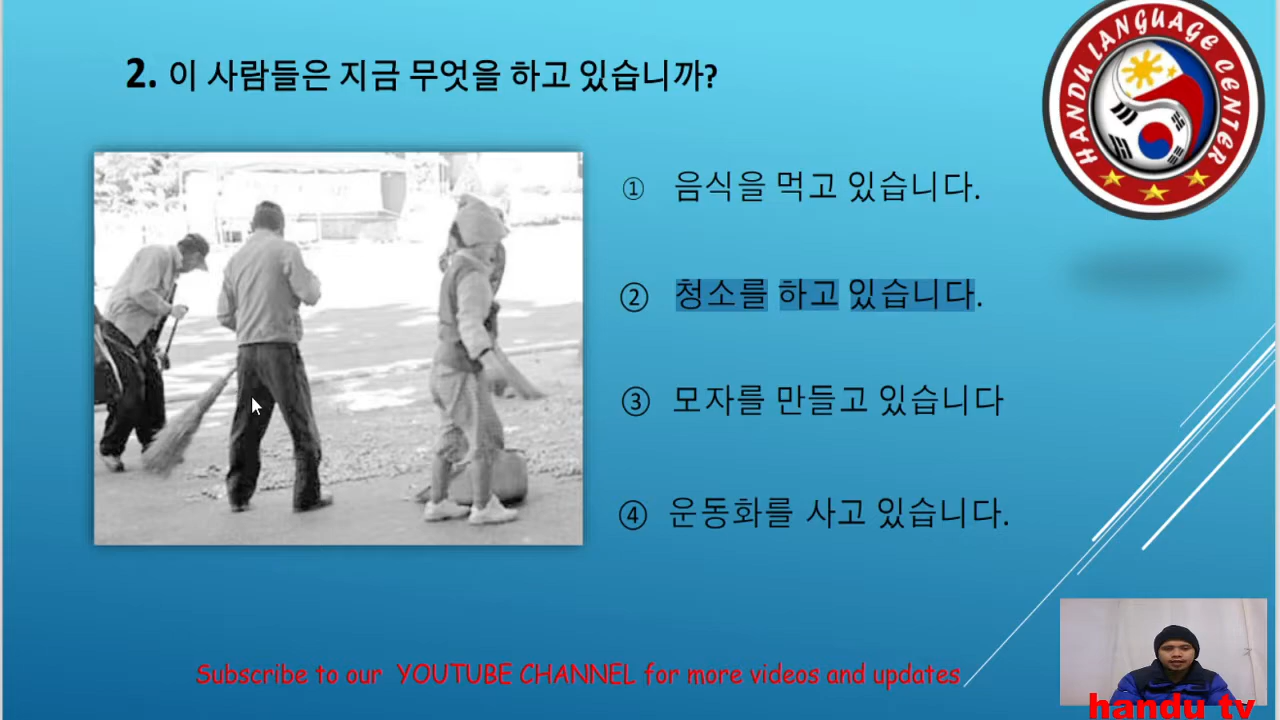 2. 이 사람들은 지금 무엇을 하고 있습니까?
① 음식을 먹고 있습니다.
② 청소를 하고 있습니다.
③ 모자를 만들고 있습니다
④ 운동화를 사고 있습니다.
HANDU LANGUAGE CENTER
Subscribe to our YOUTUBE CHANNEL for more videos and updates
handu tv